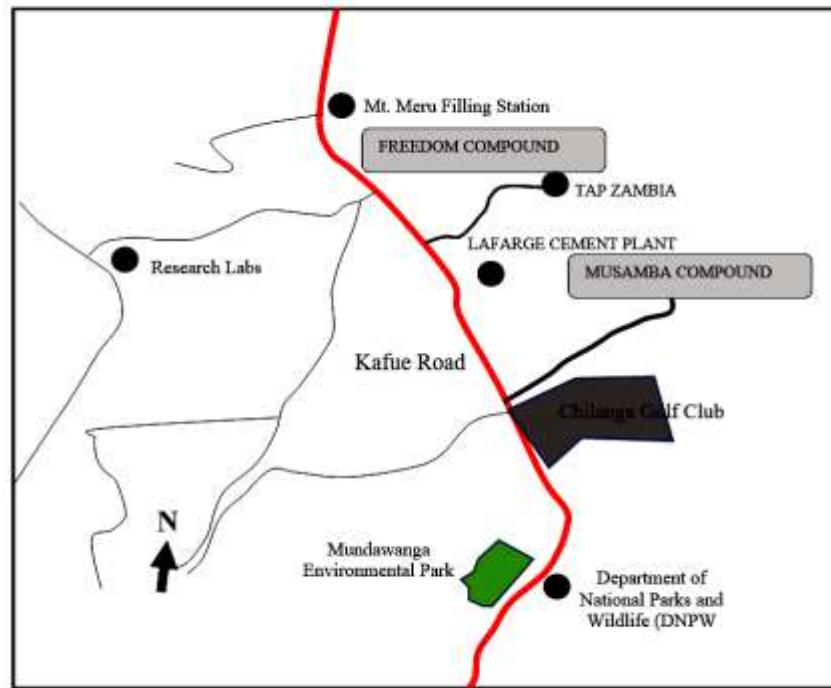 Mt. Meru Filling Station
FREEDOM COMPOUND
TAP ZAMBIA
LAFARGE CEMENT PLANT
Research Labs
MUSAMBA COMPOUND
Kafue Road
Chilanga Golf Club
N
Mundawanga
Environmental Park
Department of
National Parks and
Wildlife (DNPW